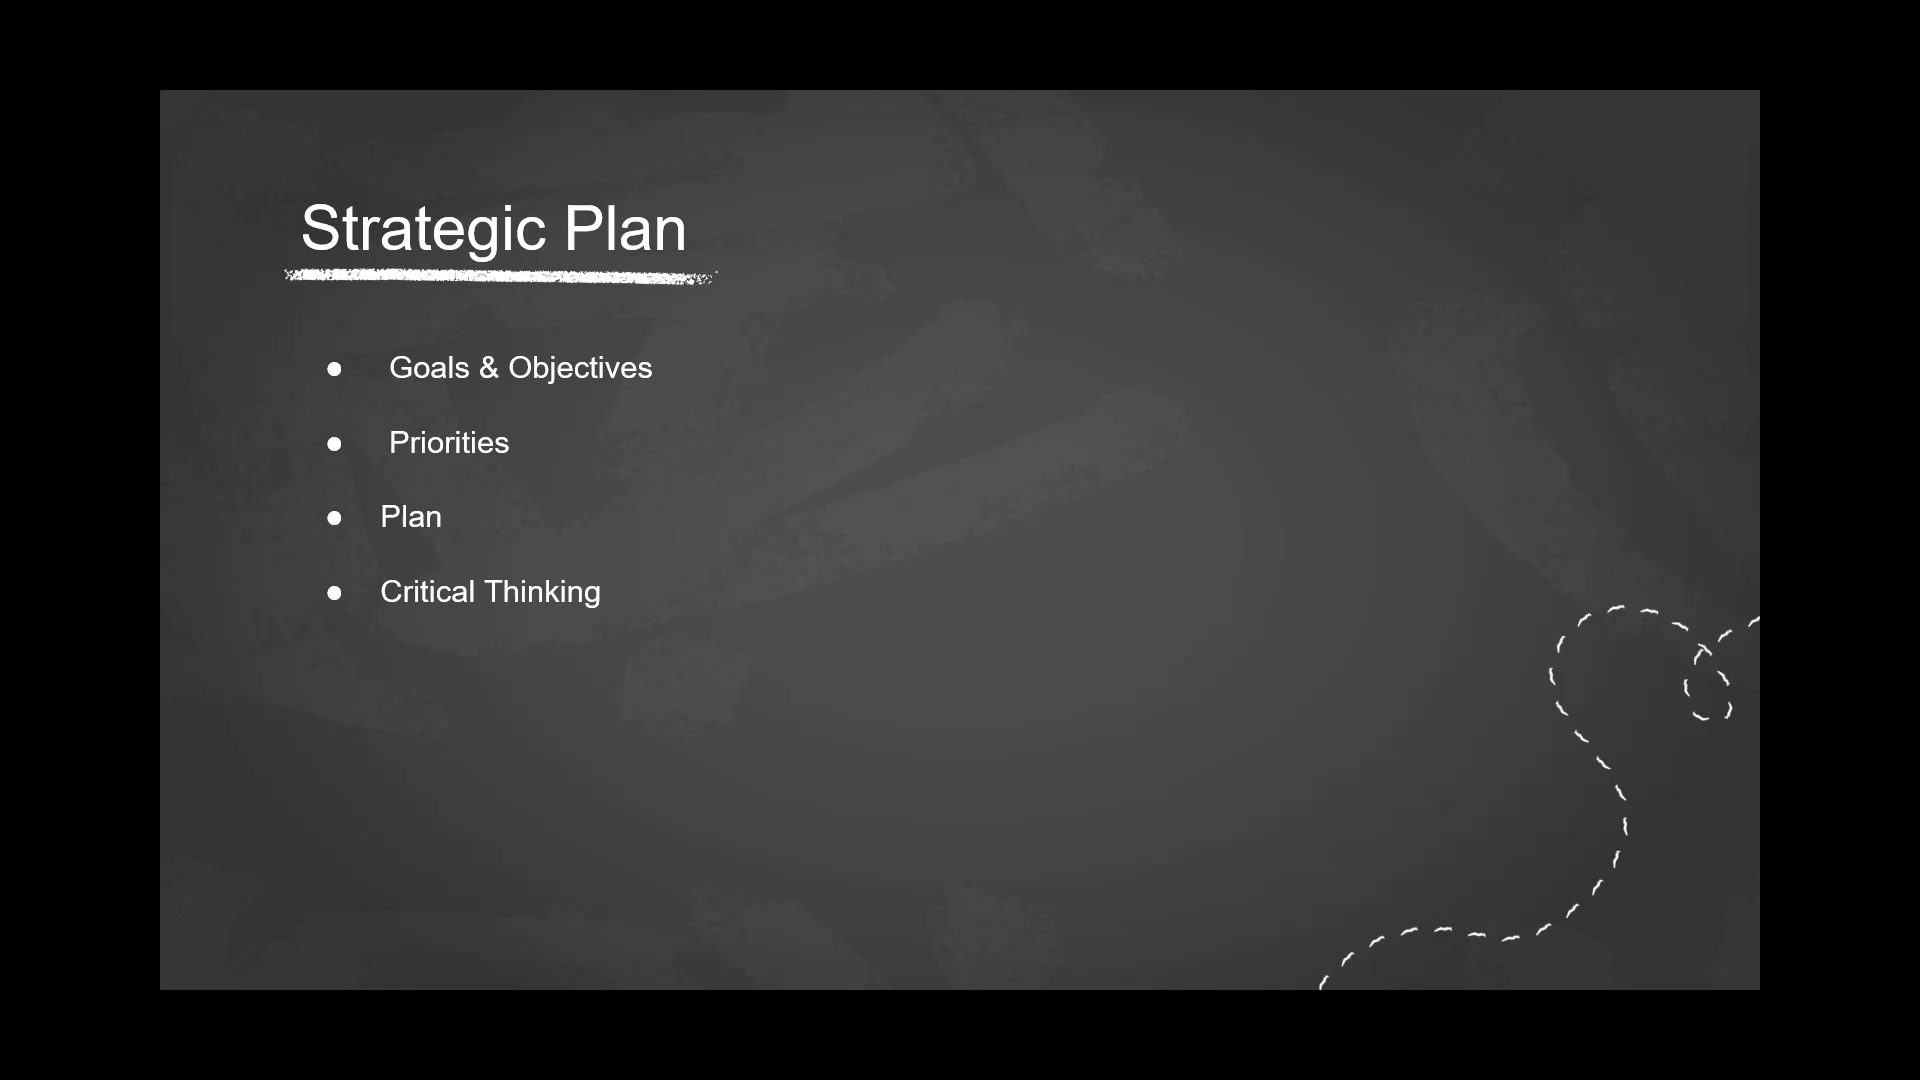 Strategic Plan
● Goals & Objectives
● Priorities
● Plan
● Critical Thinking